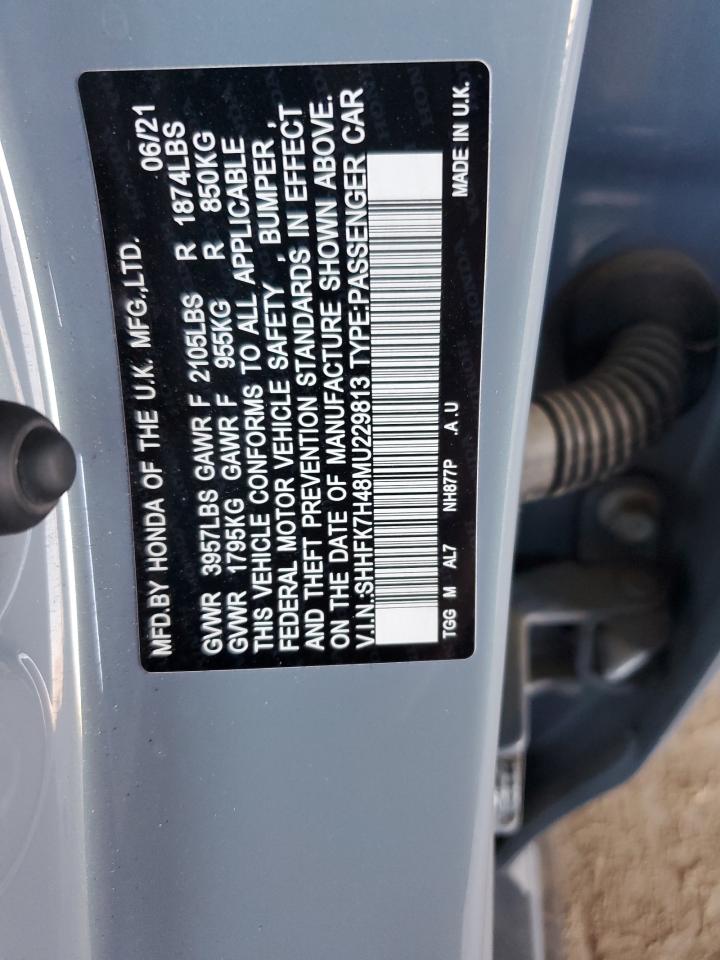 MFD.BY HONDA OF THE U.K. MFG.,LTD. 06/21
GVWR 3957LBS GAWR F 2105LBS R 1874LBS
GVWR 1795KG GAWR F 955KG R 850KG
THIS VEHICLE CONFORMS TO ALL APPLICABLE
FEDERAL MOTOR VEHICLE SAFETY , BUMPER ,
AND THEFT PREVENTION STANDARDS IN EFFECT
ON THE DATE OF MANUFACTURE SHOWN ABOVE.
V.I.N.:SHHFK7H48MU229813 TYPE:PASSENGER CAR
TGG M AL7 NH877P .A .U MADE IN U.K.